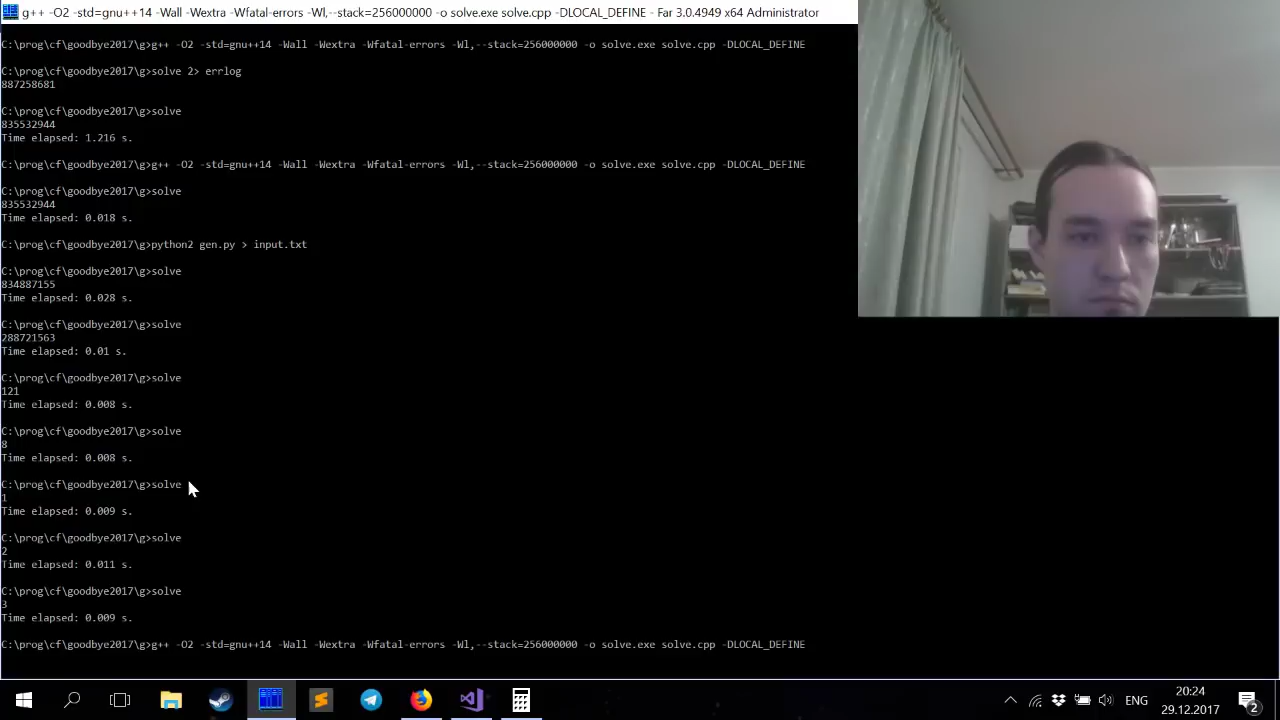 g++ -O2 -std=gnu++14 -Wall -Wextra -Wfatal-errors -Wl,--stack=256000000 -o solve.exe solve.cpp -DLOCAL_DEFINE - Far 3.0.4949 x64 Administrator
C:\prog\cf\goodbye2017\g>g++ -O2 -std=gnu++14 -Wall -Wextra -Wfatal-errors -Wl,--stack=256000000 -o solve.exe solve.cpp -DLOCAL_DEFINE
C:\prog\cf\goodbye2017\g>solve 2> errlog
887258681
C:\prog\cf\goodbye2017\g>solve
835532944
Time elapsed: 1.216 s.
C:\prog\cf\goodbye2017\g>g++ -O2 -std=gnu++14 -Wall -Wextra -Wfatal-errors -Wl,--stack=256000000 -o solve.exe solve.cpp -DLOCAL_DEFINE
C:\prog\cf\goodbye2017\g>solve
835532944
Time elapsed: 0.018 s.
C:\prog\cf\goodbye2017\g>python2 gen.py > input.txt
C:\prog\cf\goodbye2017\g>solve
834887155
Time elapsed: 0.028 s.
C:\prog\cf\goodbye2017\g>solve
288721563
Time elapsed: 0.01 s.
C:\prog\cf\goodbye2017\g>solve
121
Time elapsed: 0.008 s.
C:\prog\cf\goodbye2017\g>solve
8
Time elapsed: 0.008 s.
C:\prog\cf\goodbye2017\g>solve
1
Time elapsed: 0.009 s.
C:\prog\cf\goodbye2017\g>solve
2
Time elapsed: 0.011 s.
C:\prog\cf\goodbye2017\g>solve
3
Time elapsed: 0.009 s.
C:\prog\cf\goodbye2017\g>g++ -O2 -std=gnu++14 -Wall -Wextra -Wfatal-errors -Wl,--stack=256000000 -o solve.exe solve.cpp -DLOCAL_DEFINE
ENG
20:24
29.12.2017
2